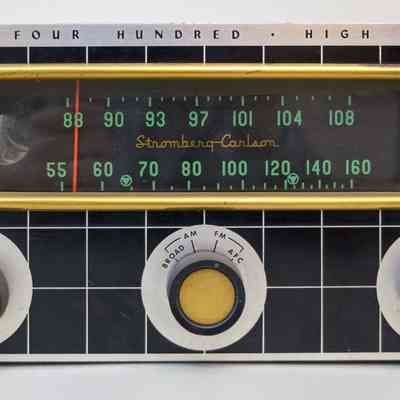 FOUR HUNDRED · HIGH
88 90 93 97 101 104 108
Stromberg-Carlson
55 60 70 80 100 120 140 160
BROAD AM FM AFC